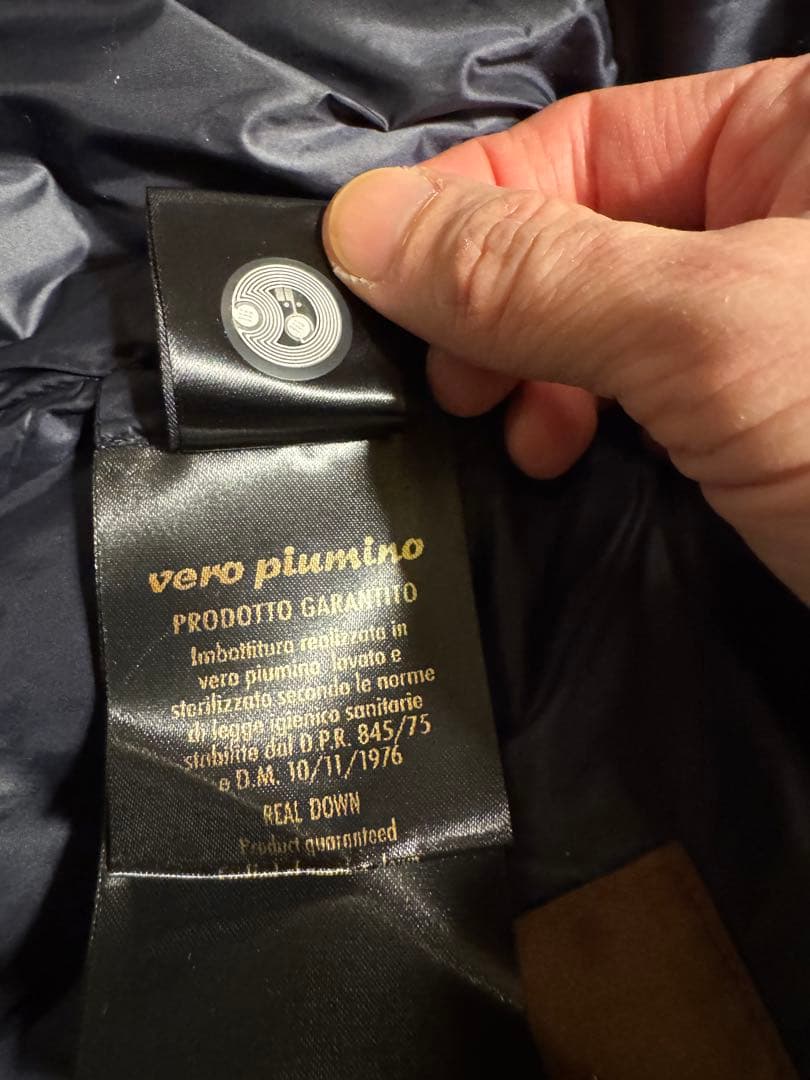 vero piumino
PRODOTTO GARANTITO
Imbottitura realizzata in
vero piumino lavato e
sterilizzato secondo le norme
di legge igienico sanitarie
stabilite dal D.P.R. 845/75
e D.M. 10/11/1976
REAL DOWN
Product guaranteed